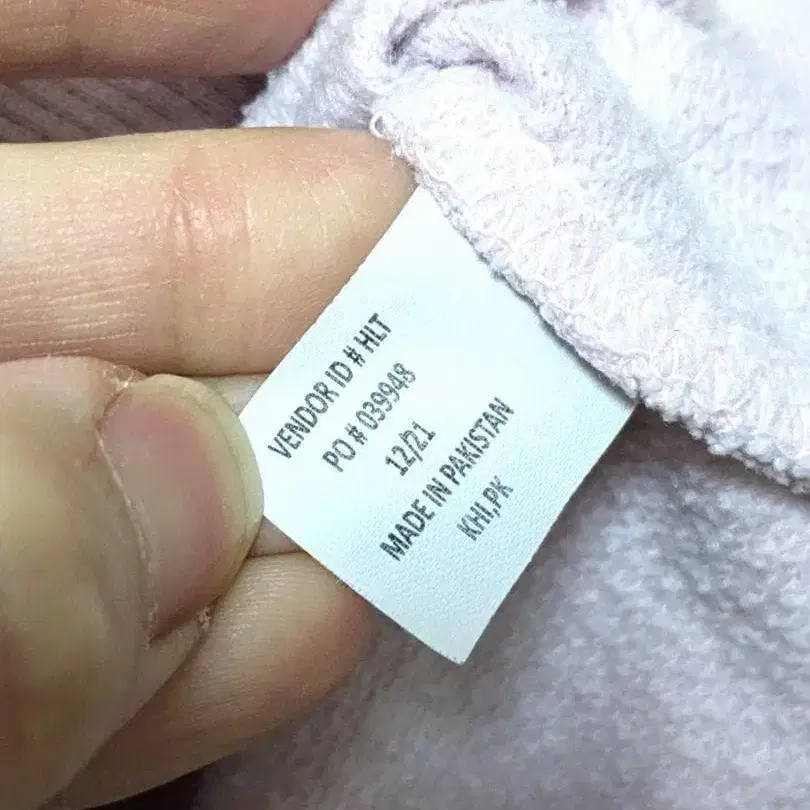 VENDOR ID # HLT
PO # 039948
12/21
MADE IN PAKISTAN
KHI,PK